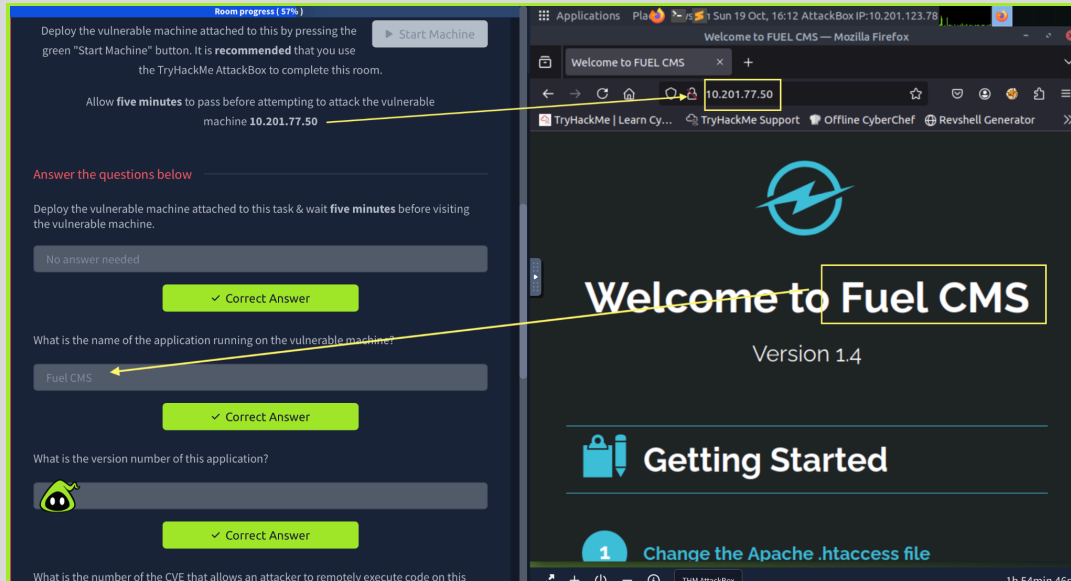 Room progress ( 57% )
Deploy the vulnerable machine attached to this by pressing the
green "Start Machine" button. It is recommended that you use
the TryHackMe AttackBox to complete this room.
Start Machine
Allow five minutes to pass before attempting to attack the vulnerable
machine 10.201.77.50
Answer the questions below
Deploy the vulnerable machine attached to this task & wait five minutes before visiting
the vulnerable machine.
No answer needed
Correct Answer
What is the name of the application running on the vulnerable machine?
Fuel CMS
Correct Answer
What is the version number of this application?
Correct Answer
What is the number of the CVE that allows an attacker to remotely execute code on this
Applications Sun 19 Oct, 16:12 AttackBox IP:10.201.123.78
Welcome to FUEL CMS — Mozilla Firefox
Welcome to FUEL CMS
10.201.77.50
TryHackMe | Learn Cy... TryHackMe Support Offline CyberChef Revshell Generator
Welcome to Fuel CMS
Version 1.4
Getting Started
1 Change the Apache .htaccess file
THM AttackBox
1h 54min 46s